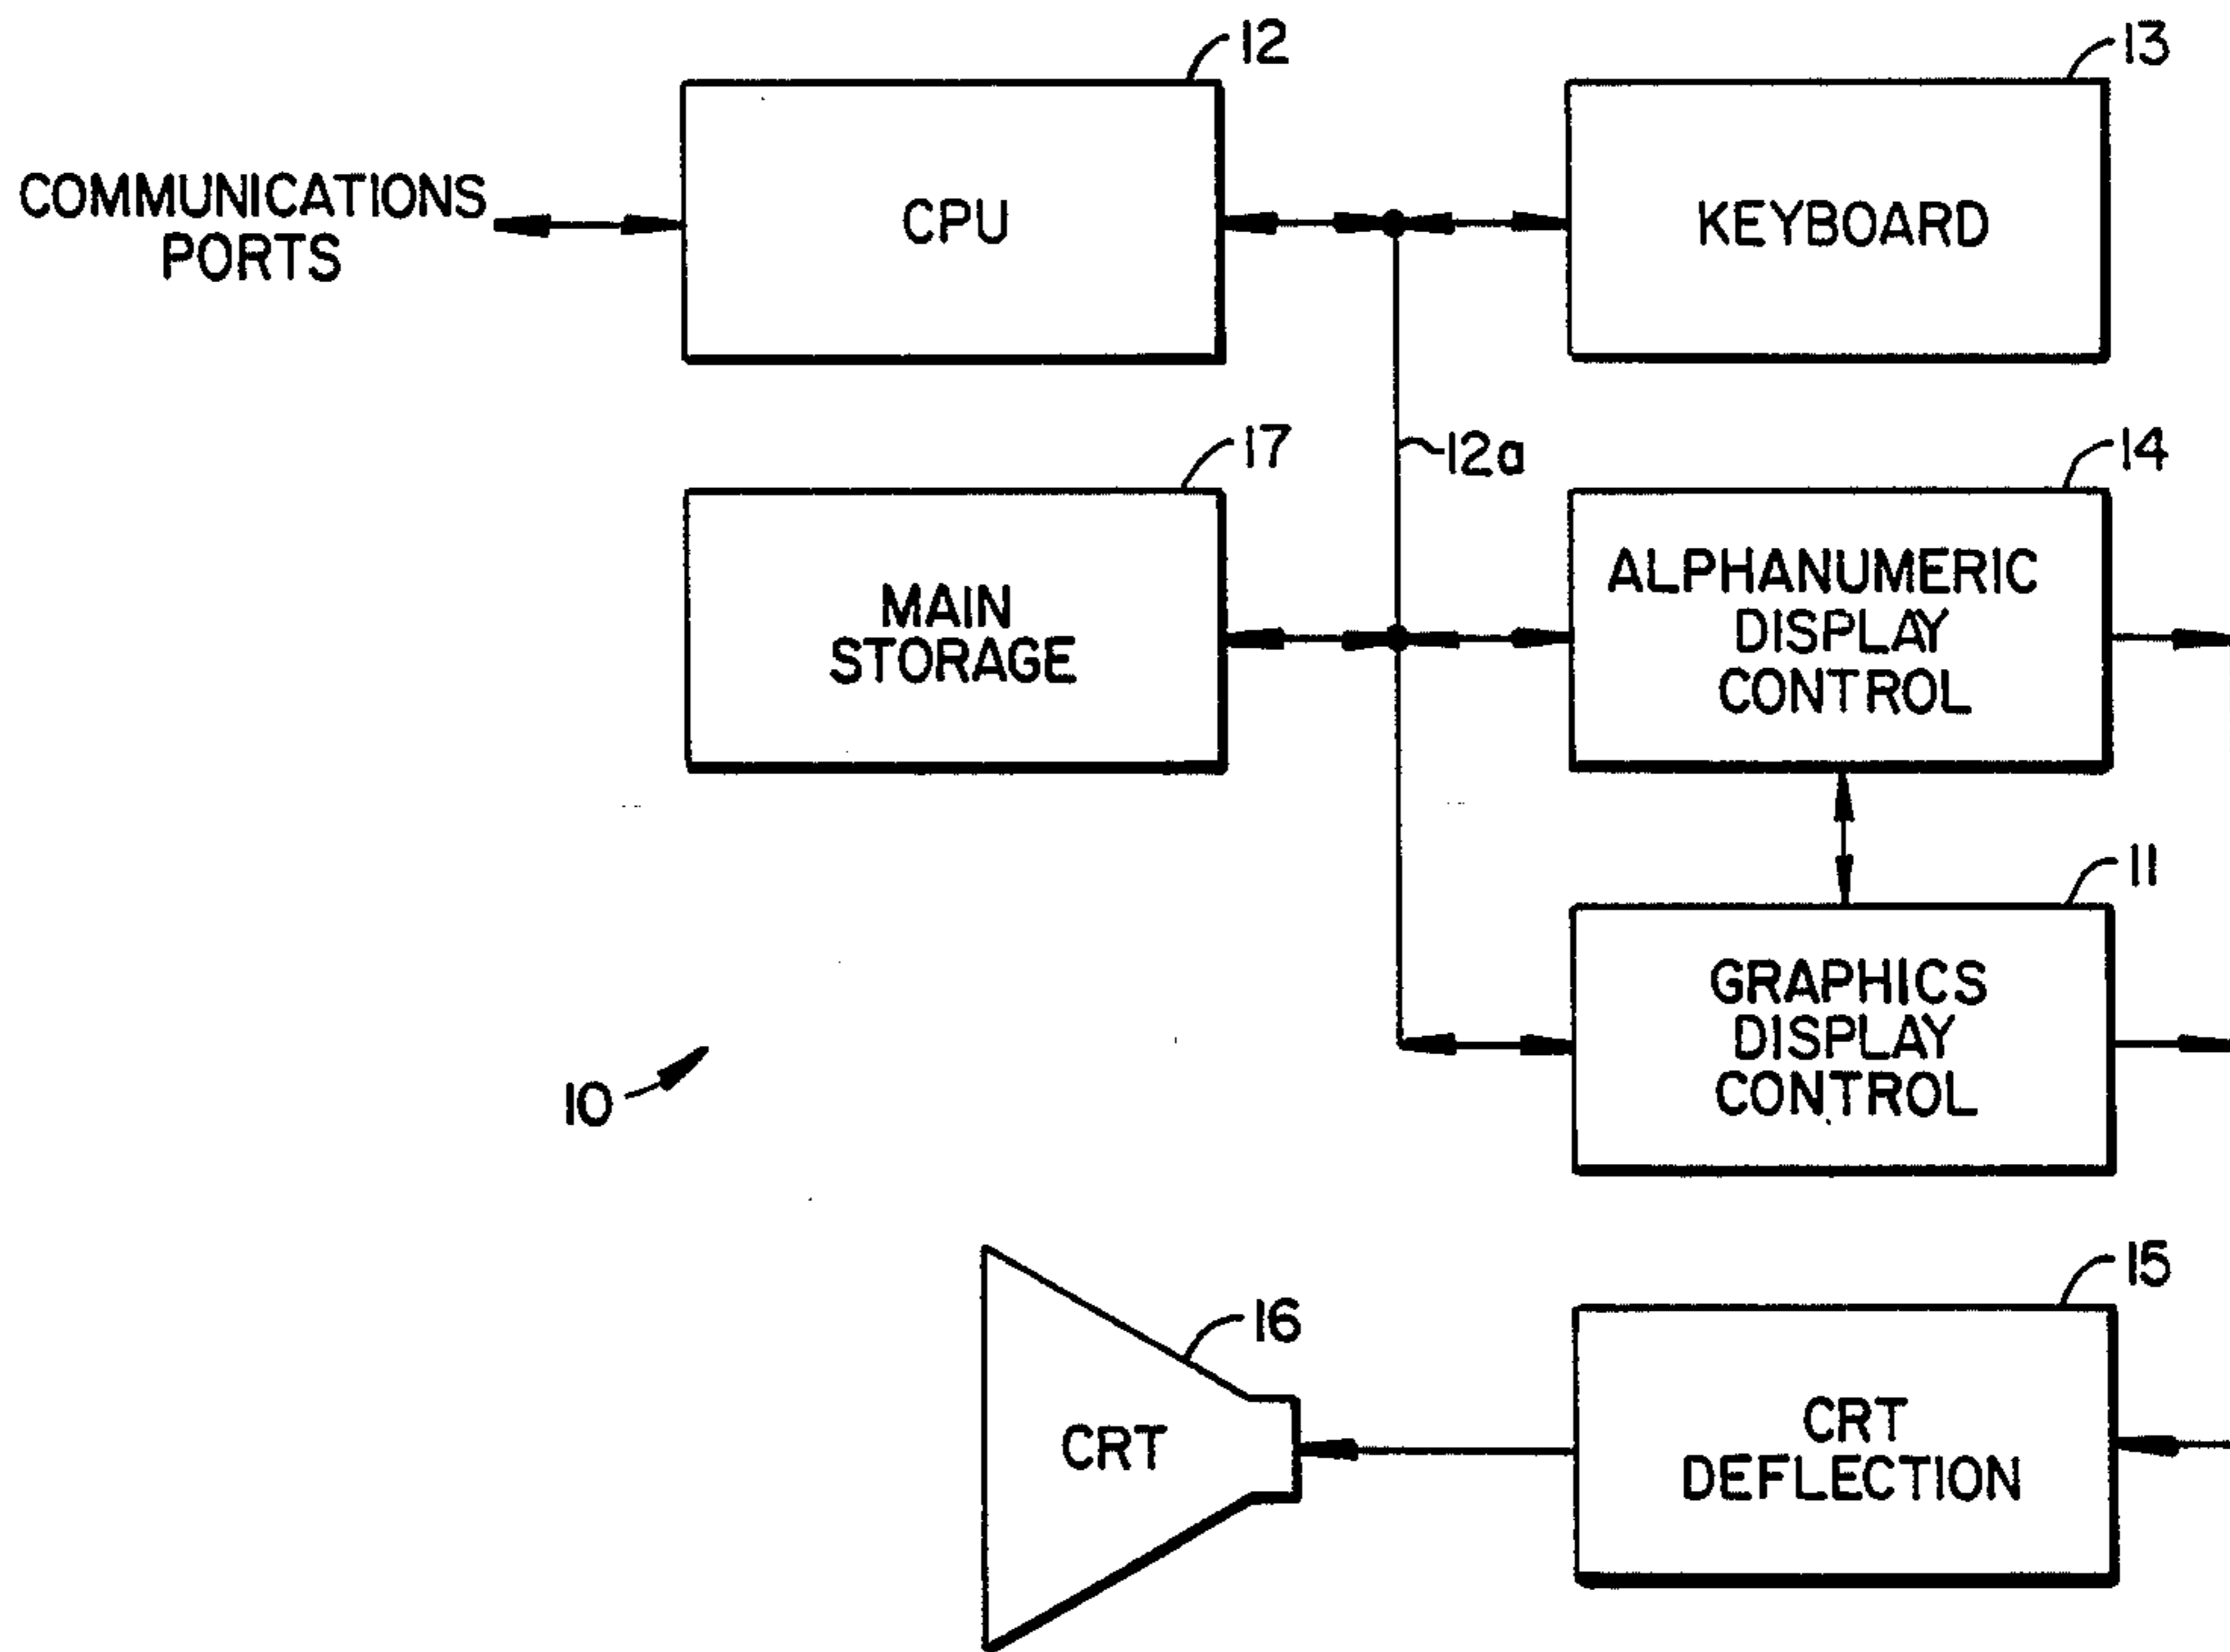 12
13
COMMUNICATIONS
PORTS
CPU
KEYBOARD
17
12a
14
MAIN
STORAGE
ALPHANUMERIC
DISPLAY
CONTROL
11
GRAPHICS
DISPLAY
CONTROL
10
15
16
CRT
CRT
DEFLECTION